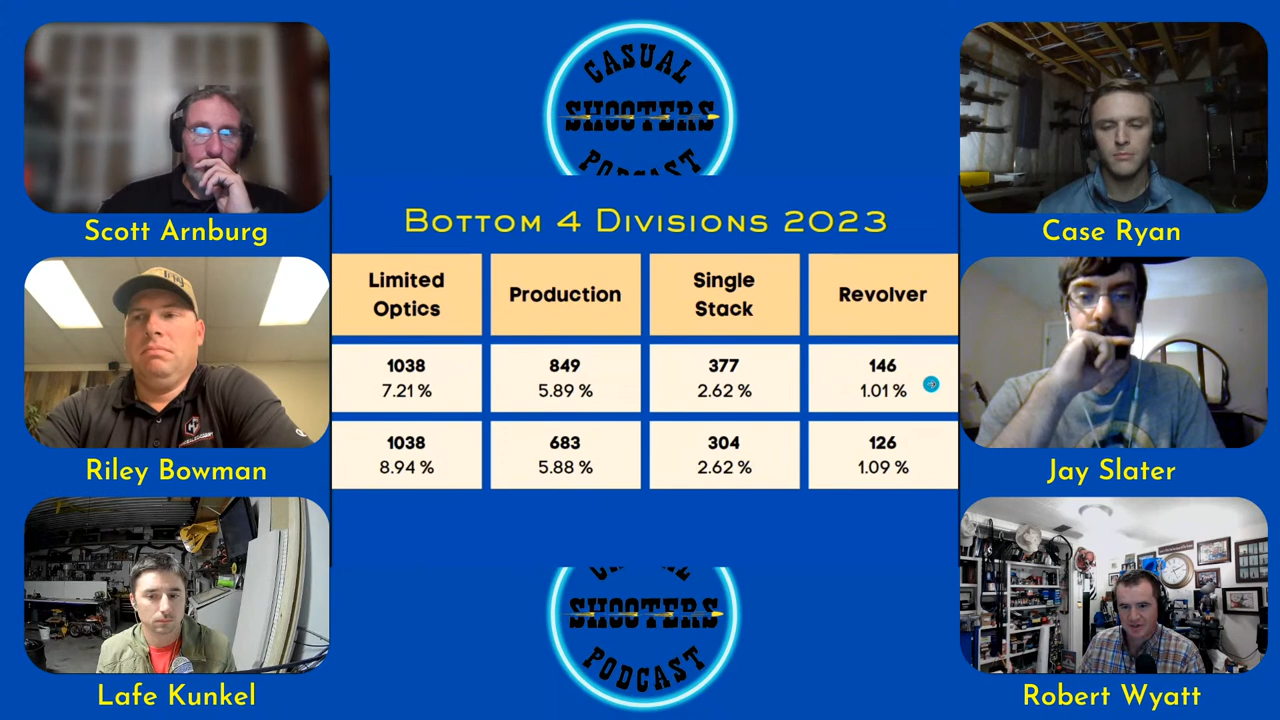 CASUAL
SHOOTERS
PODCAST
Scott Arnburg
Case Ryan
Bottom 4 Divisions 2023
Limited
Optics
Production
Single
Stack
Revolver
1038
7.21 %
849
5.89 %
377
2.62 %
146
1.01 %
1038
8.94 %
683
5.88 %
304
2.62 %
126
1.09 %
Riley Bowman
Jay Slater
SHOOTERS
PODCAST
Lafe Kunkel
Robert Wyatt